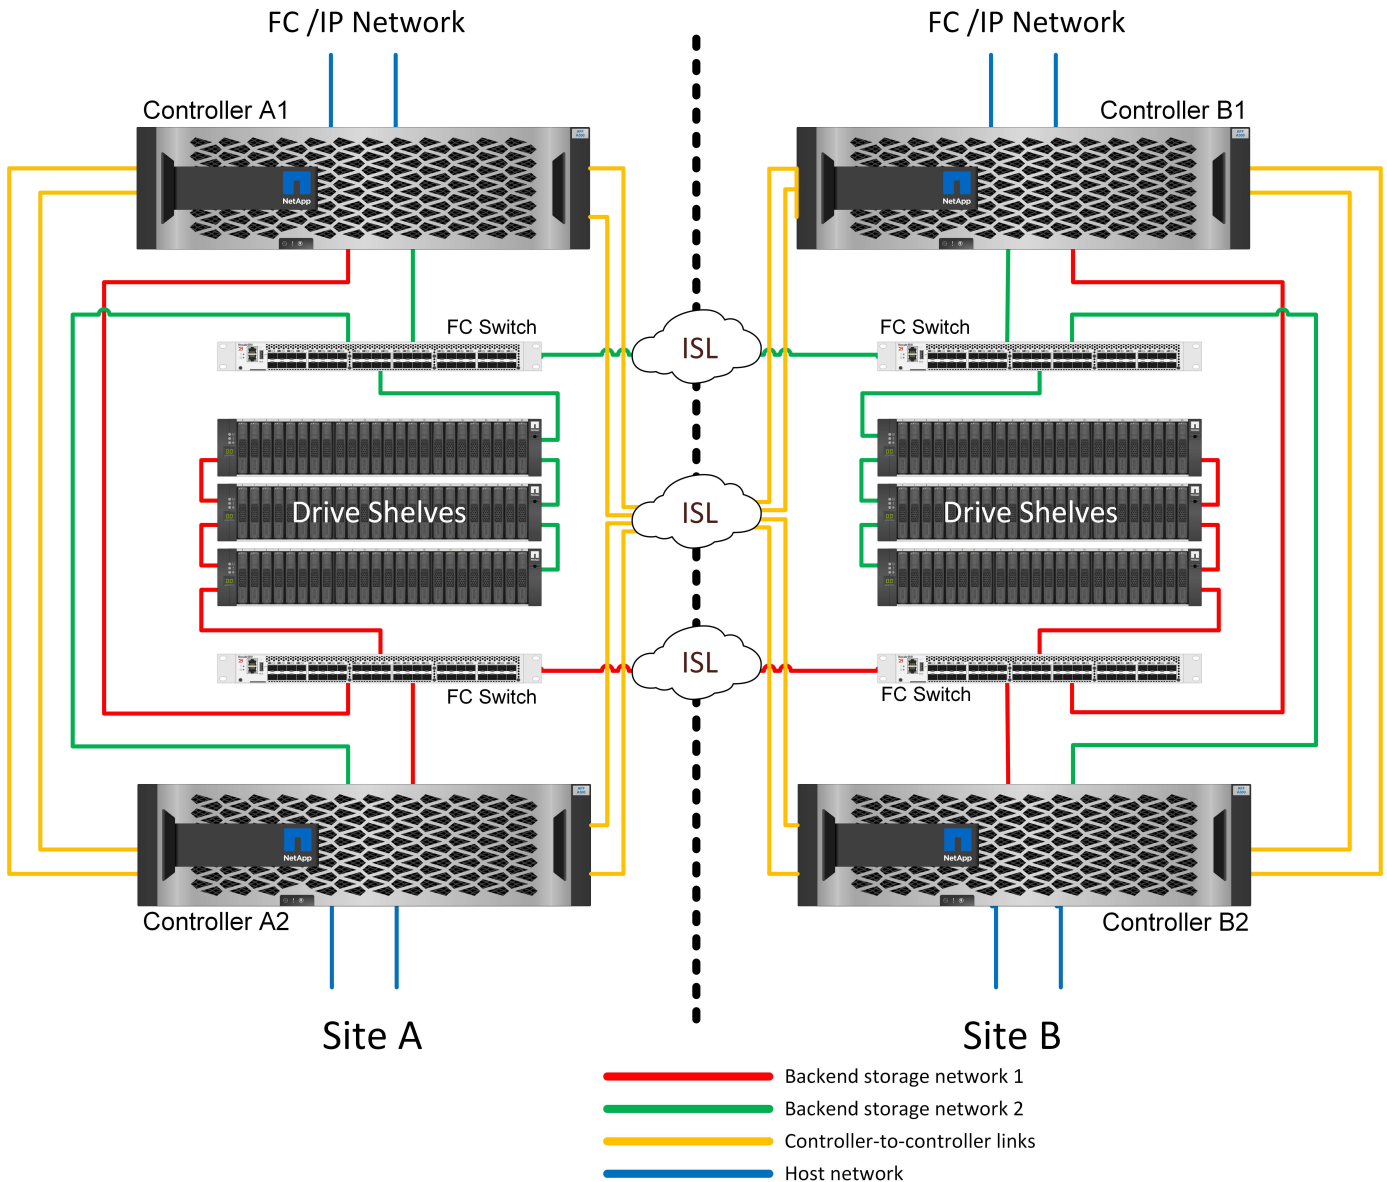 FC /IP Network
FC /IP Network
Controller A1
Controller B1
NetApp
NetApp
FC Switch
ISL
FC Switch
Drive Shelves
ISL
Drive Shelves
ISL
FC Switch
FC Switch
NetApp
NetApp
Controller A2
Controller B2
Site A
Site B
Backend storage network 1
Backend storage network 2
Controller-to-controller links
Host network